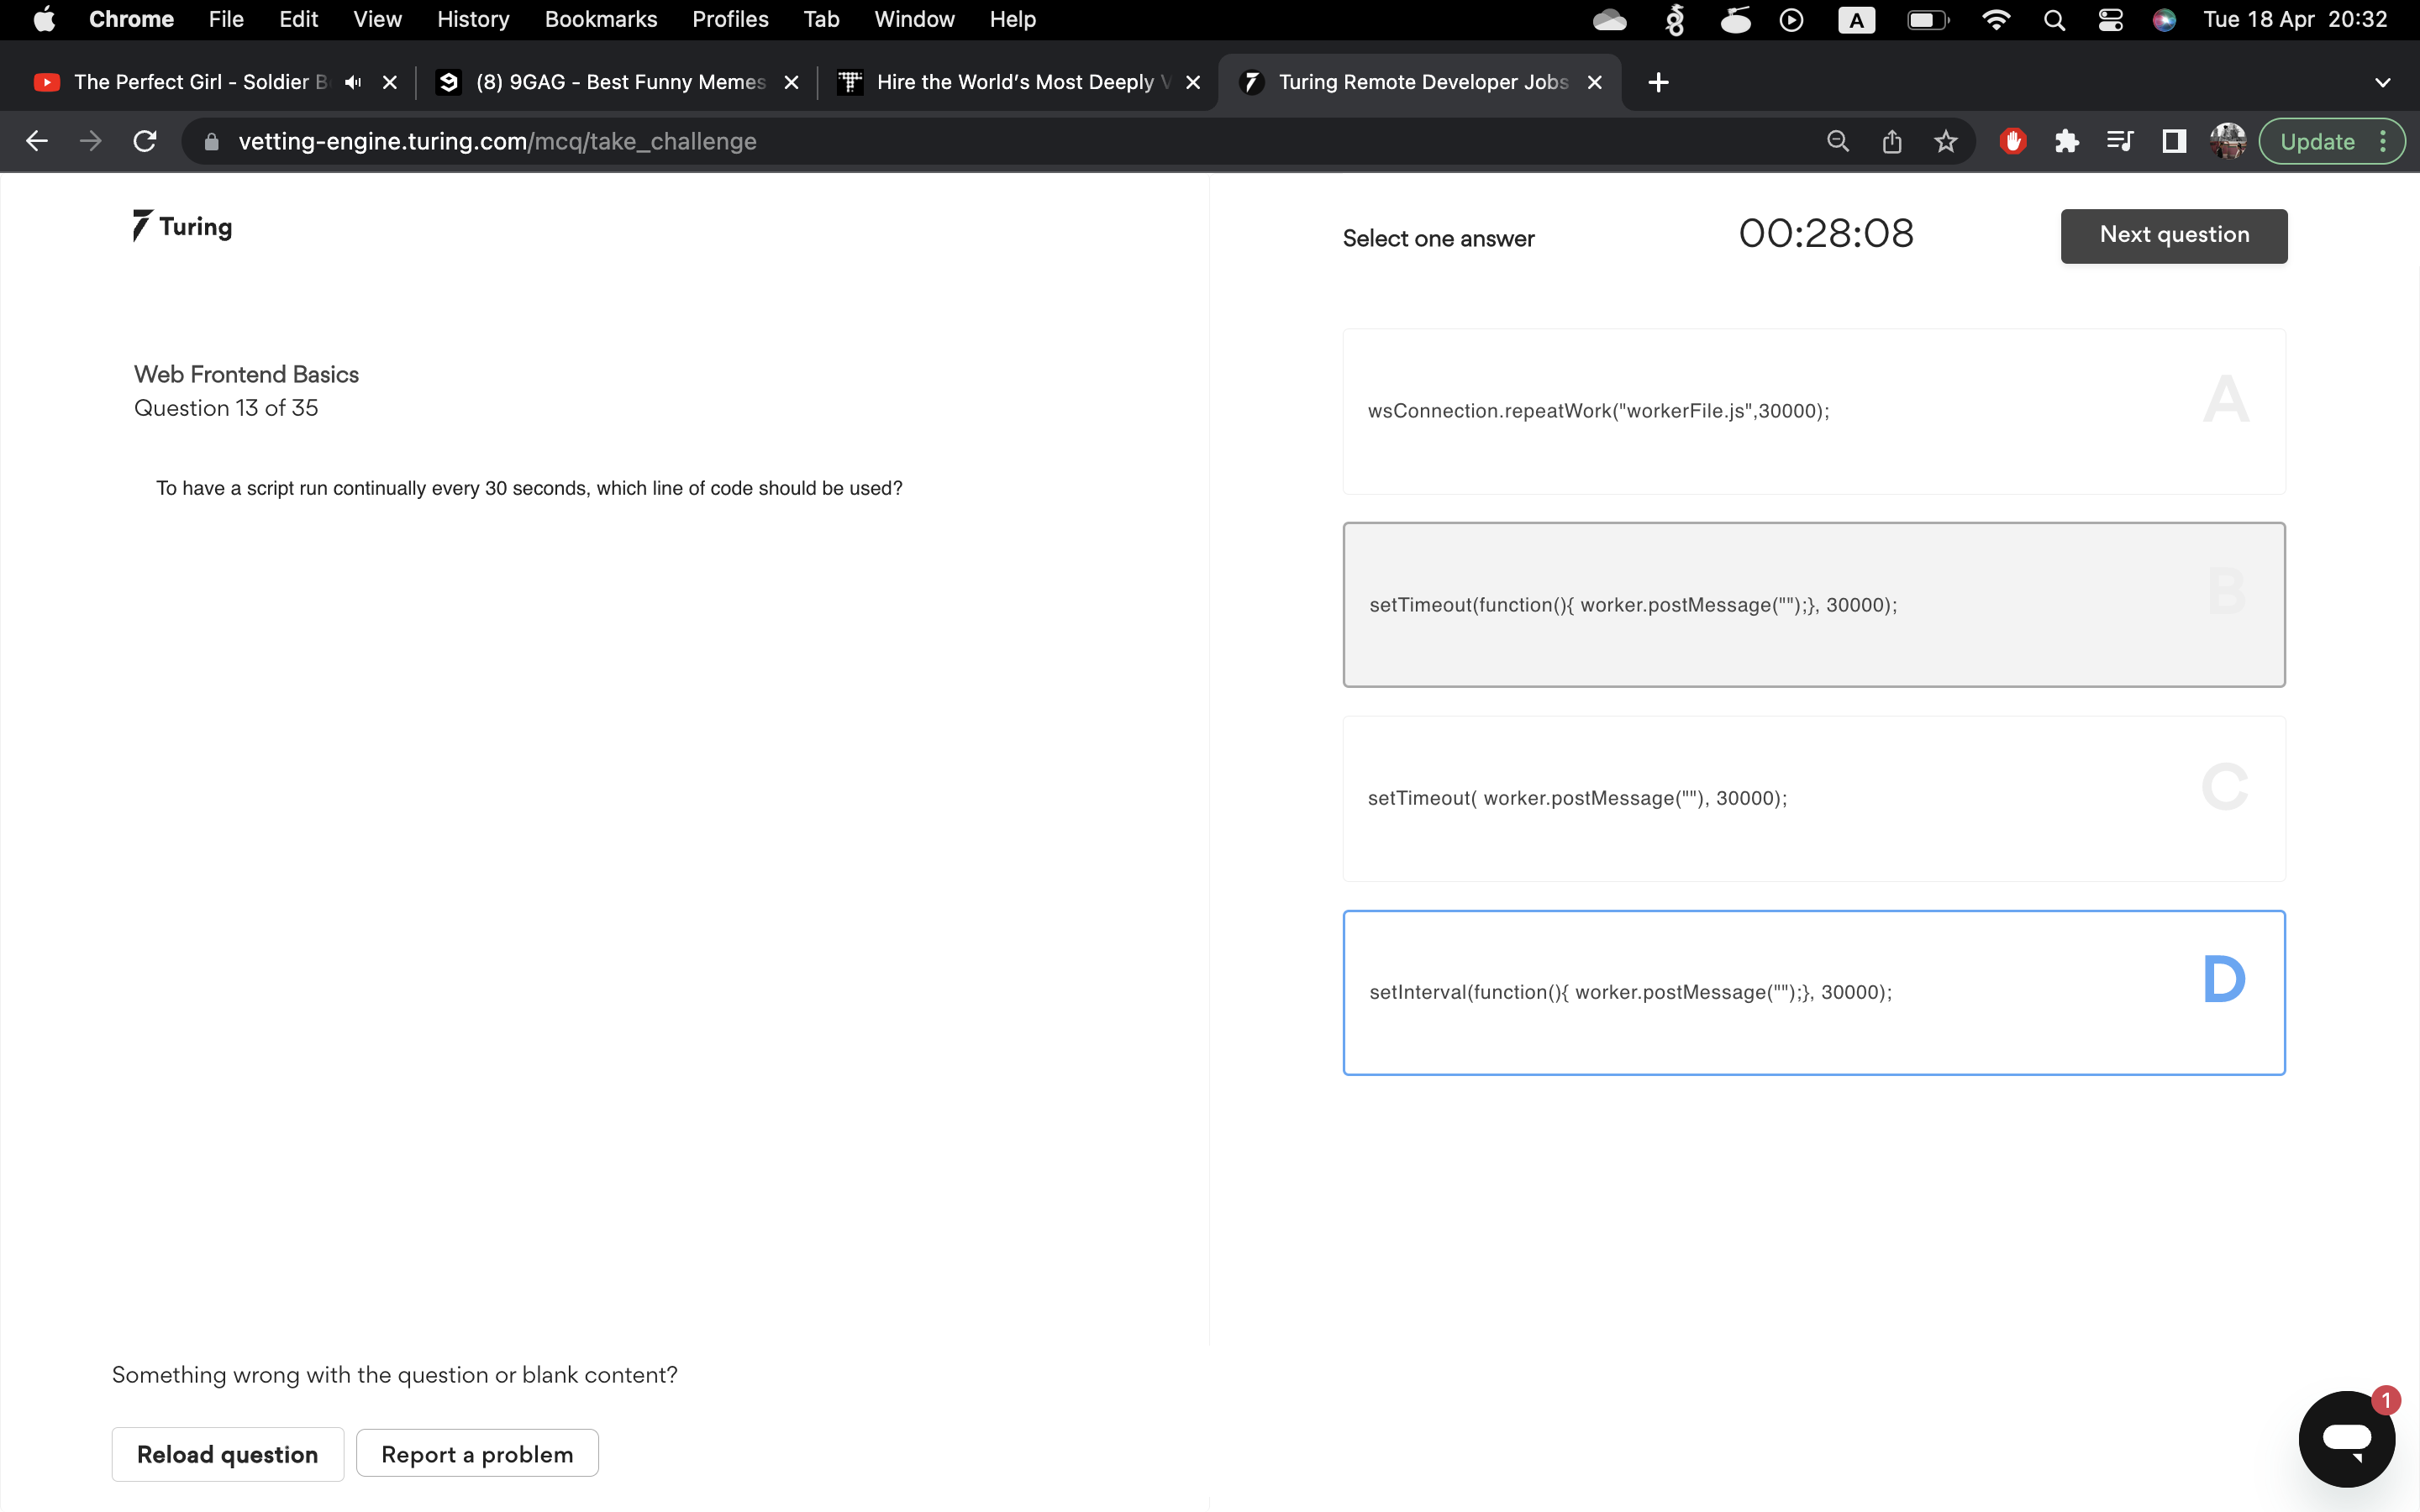 Chrome File Edit View History Bookmarks Profiles Tab Window Help A Tue 18 Apr 20:32
The Perfect Girl - Soldier B (8) 9GAG - Best Funny Memes Hire the World's Most Deeply V Turing Remote Developer Jobs
vetting-engine.turing.com/mcq/take_challenge Update
Turing
Select one answer 00:28:08 Next question
Web Frontend Basics
Question 13 of 35
To have a script run continually every 30 seconds, which line of code should be used?
wsConnection.repeatWork("workerFile.js",30000); A
setTimeout(function(){ worker.postMessage("");}, 30000); B
setTimeout( worker.postMessage(""), 30000); C
setInterval(function(){ worker.postMessage("");}, 30000); D
Something wrong with the question or blank content?
Reload question Report a problem
1